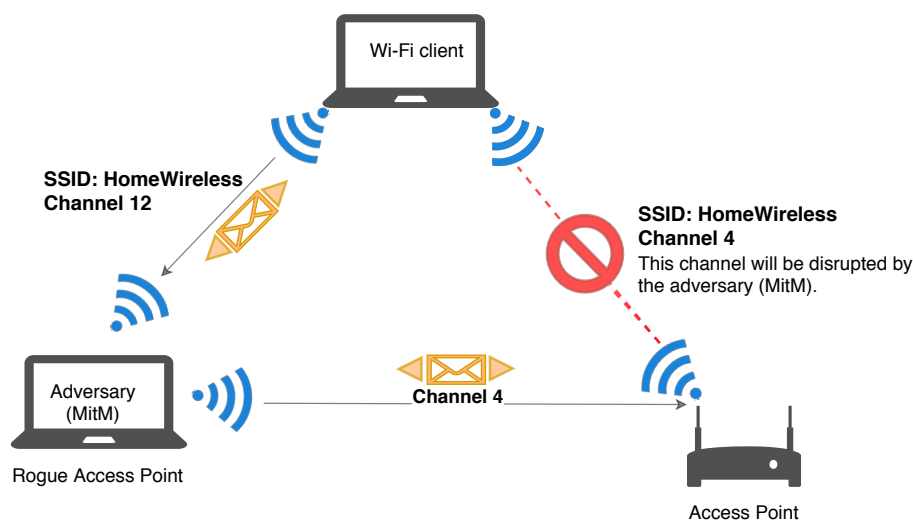 Wi-Fi client
SSID: HomeWireless
Channel 12
SSID: HomeWireless
Channel 4
This channel will be disrupted by
the adversary (MitM).
Adversary
(MitM)
Channel 4
Rogue Access Point
Access Point